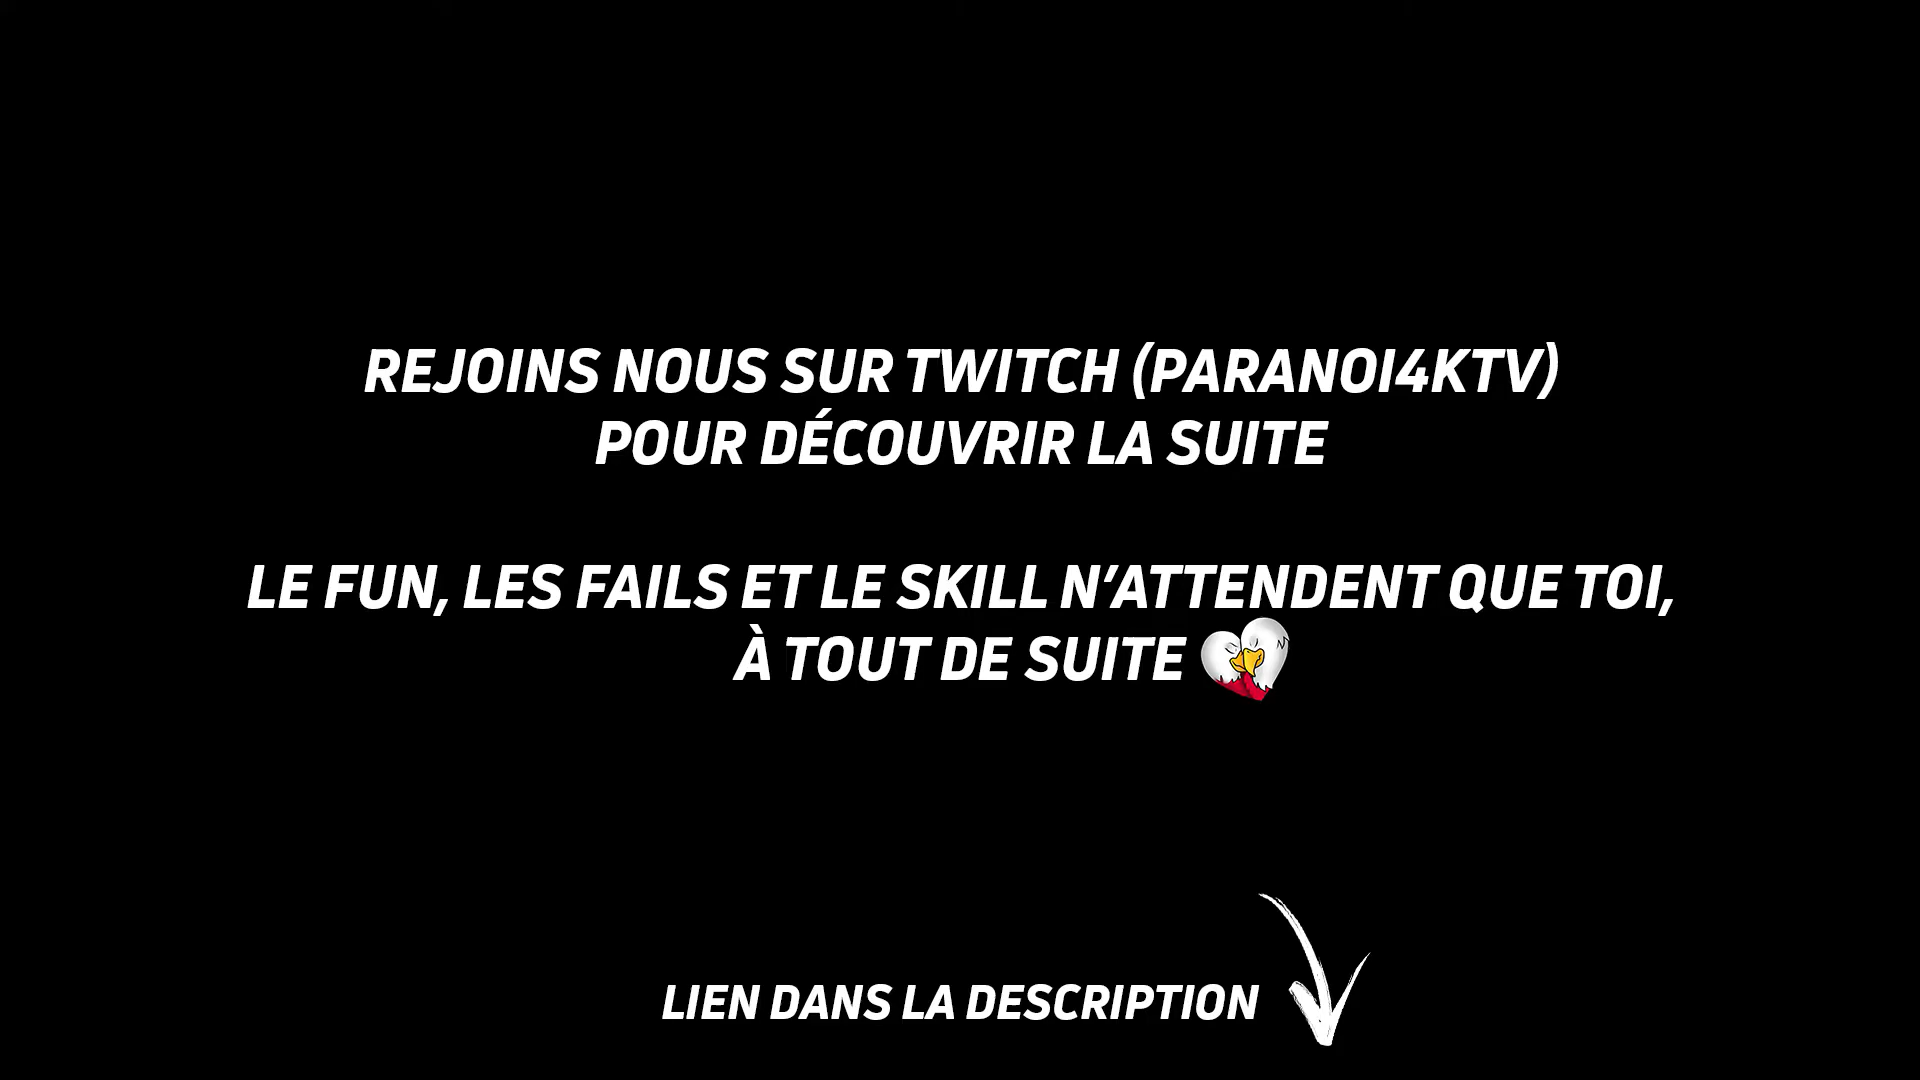 REJOINS NOUS SUR TWITCH (PARANOI4KTV)
POUR DÉCOUVRIR LA SUITE
LE FUN, LES FAILS ET LE SKILL N’ATTENDENT QUE TOI,
À TOUT DE SUITE
LIEN DANS LA DESCRIPTION